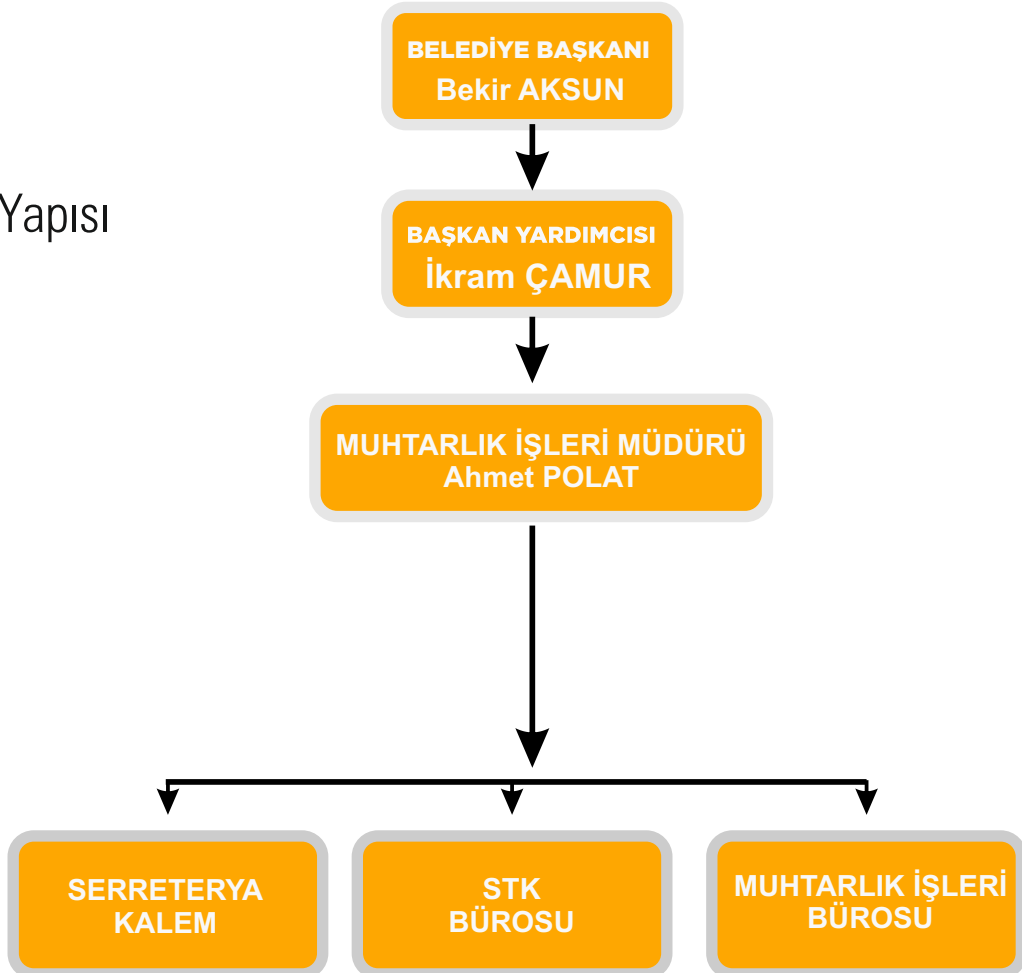 BELEDİYE BAŞKANI
Bekir AKSUN
Yapısı
BAŞKAN YARDIMCISI
İkram ÇAMUR
MUHTARLIK İŞLERİ MÜDÜRÜ
Ahmet POLAT
SERRETERYA
KALEM
STK
BÜROSU
MUHTARLIK İŞLERİ
BÜROSU